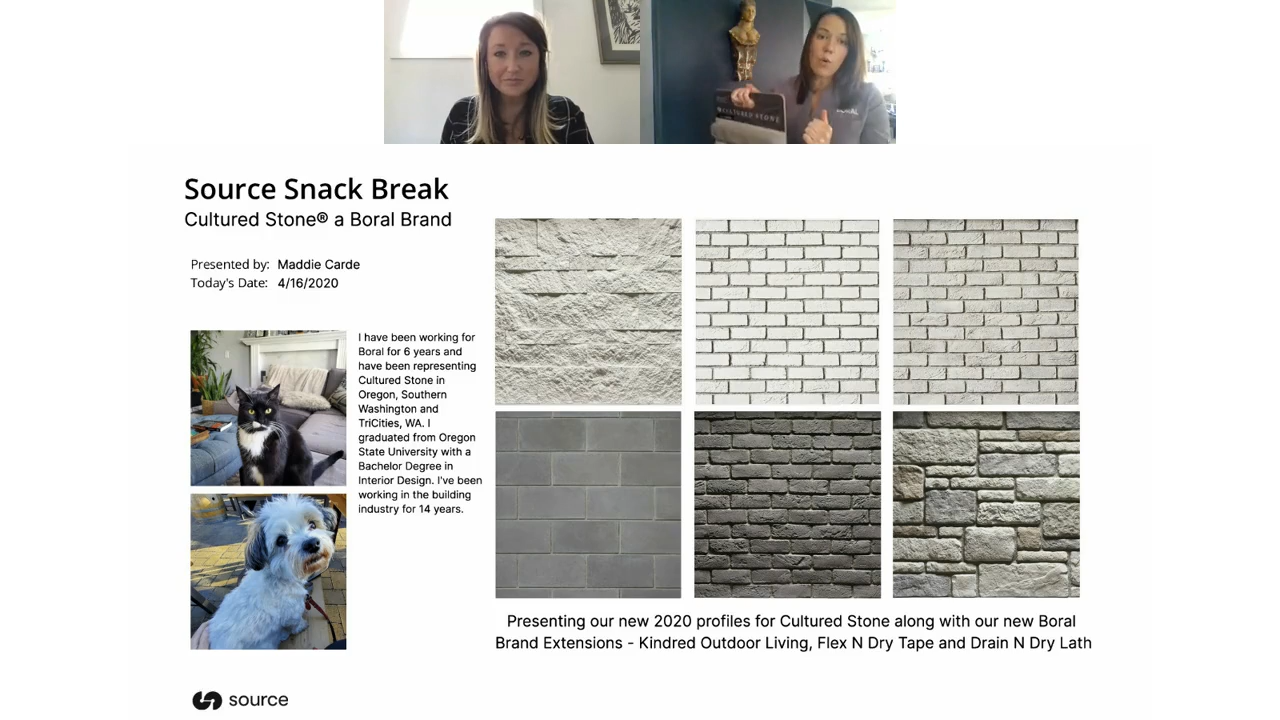 CULTURED STONE
Source Snack Break
Cultured Stone® a Boral Brand
Presented by: Maddie Carde
Today's Date: 4/16/2020
I have been working for
Boral for 6 years and
have been representing
Cultured Stone in
Oregon, Southern
Washington and
TriCities, WA. I
graduated from Oregon
State University with a
Bachelor Degree in
Interior Design. I've been
working in the building
industry for 14 years.
Presenting our new 2020 profiles for Cultured Stone along with our new Boral
Brand Extensions - Kindred Outdoor Living, Flex N Dry Tape and Drain N Dry Lath
source